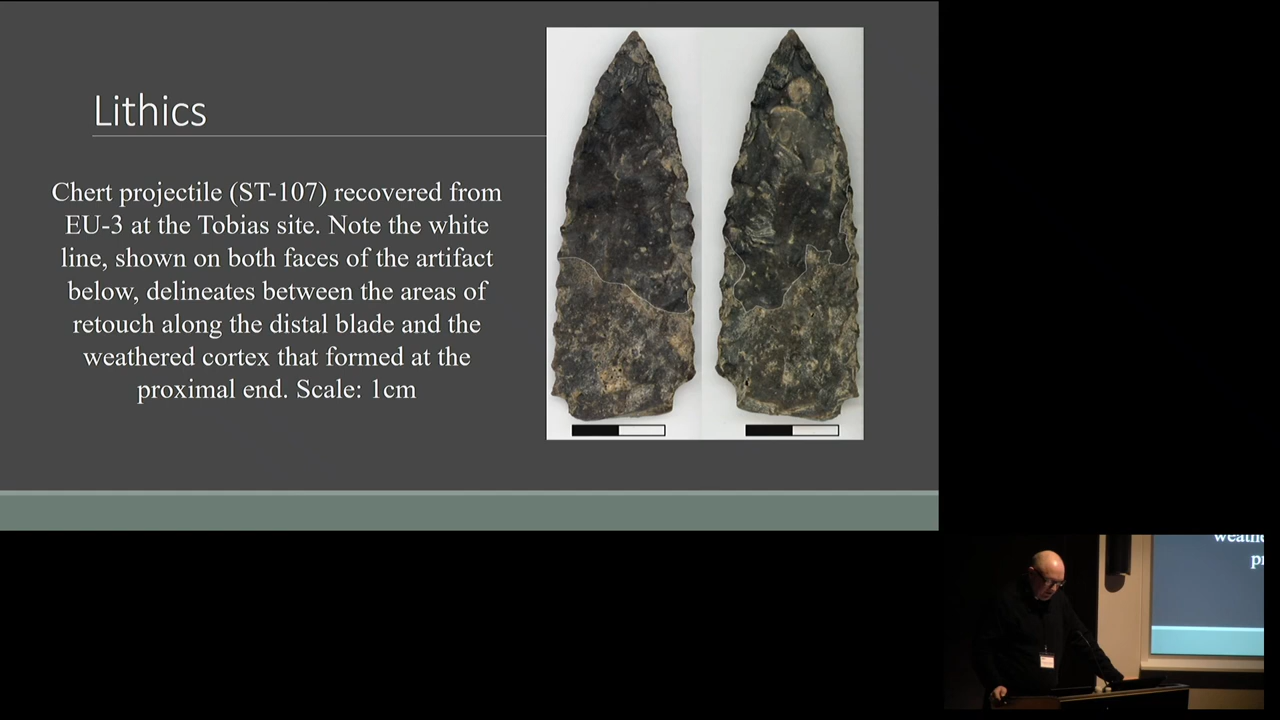 Lithics
Chert projectile (ST-107) recovered from
EU-3 at the Tobias site. Note the white
line, shown on both faces of the artifact
below, delineates between the areas of
retouch along the distal blade and the
weathered cortex that formed at the
proximal end. Scale: 1cm